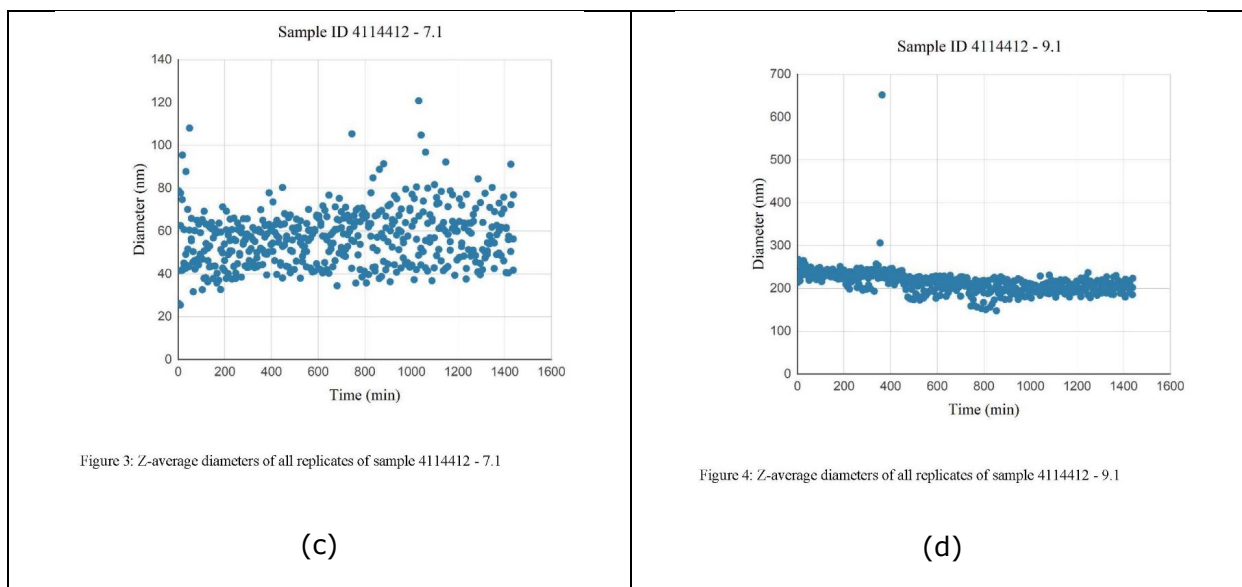 Sample ID 4114412 - 7.1
140
120
100
80
60
40
20
0
Diameter (nm)
0 200 400 600 800 1000 1200 1400 1600
Time (min)
Figure 3: Z-average diameters of all replicates of sample 4114412 - 7.1
(c)
Sample ID 4114412 - 9.1
700
600
500
400
300
200
100
0
Diameter (nm)
0 200 400 600 800 1000 1200 1400 1600
Time (min)
Figure 4: Z-average diameters of all replicates of sample 4114412 - 9.1
(d)